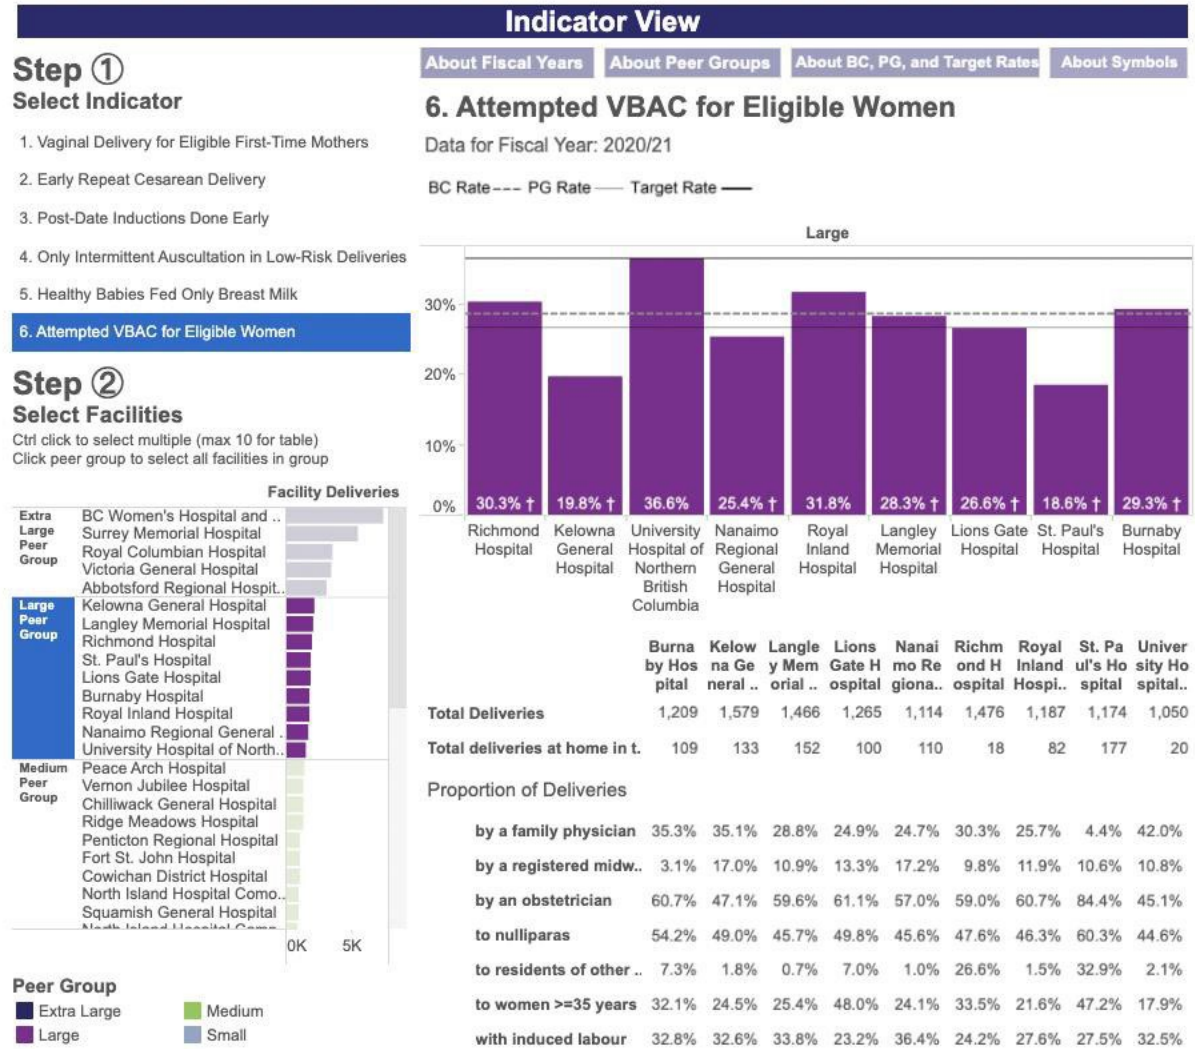 Indicator View
Step ①
Select Indicator
1. Vaginal Delivery for Eligible First-Time Mothers
2. Early Repeat Cesarean Delivery
3. Post-Date Inductions Done Early
4. Only Intermittent Auscultation in Low-Risk Deliveries
5. Healthy Babies Fed Only Breast Milk
6. Attempted VBAC for Eligible Women
Step ②
Select Facilities
Ctrl click to select multiple (max 10 for table)
Click peer group to select all facilities in group
Facility Deliveries
Extra Large Peer Group
BC Women's Hospital and ..
Surrey Memorial Hospital
Royal Columbian Hospital
Victoria General Hospital
Abbotsford Regional Hospit..
Large Peer Group
Kelowna General Hospital
Langley Memorial Hospital
Richmond Hospital
St. Paul's Hospital
Lions Gate Hospital
Burnaby Hospital
Royal Inland Hospital
Nanaimo Regional General .
University Hospital of North..
Medium Peer Group
Peace Arch Hospital
Vernon Jubilee Hospital
Chilliwack General Hospital
Ridge Meadows Hospital
Penticton Regional Hospital
Fort St. John Hospital
Cowichan District Hospital
North Island Hospital Como..
Squamish General Hospital
0K 5K
Peer Group
Extra Large Medium
Large Small
About Fiscal Years About Peer Groups About BC, PG, and Target Rates About Symbols
6. Attempted VBAC for Eligible Women
Data for Fiscal Year: 2020/21
BC Rate PG Rate Target Rate
Large
30%
20%
10%
0% 30.3% † 19.8% † 36.6% 25.4% † 31.8% 28.3% † 26.6% † 18.6% † 29.3% †
Richmond Kelowna University Nanaimo Royal Langley Lions Gate St. Paul's Burnaby
Hospital General Hospital of Regional Inland Memorial Hospital Hospital Hospital
Hospital Northern General Hospital Hospital
British Hospital
Columbia
Burna Kelow Langle Lions Nanai Richm Royal St. Pa Univer
by Hos na Ge y Mem Gate H mo Re ond H Inland ul's Ho sity Ho
pital neral .. orial .. ospital giona.. ospital Hospi.. spital spital..
Total Deliveries 1,209 1,579 1,466 1,265 1,114 1,476 1,187 1,174 1,050
Total deliveries at home in t. 109 133 152 100 110 18 82 177 20
Proportion of Deliveries
by a family physician 35.3% 35.1% 28.8% 24.9% 24.7% 30.3% 25.7% 4.4% 42.0%
by a registered midw.. 3.1% 17.0% 10.9% 13.3% 17.2% 9.8% 11.9% 10.6% 10.8%
by an obstetrician 60.7% 47.1% 59.6% 61.1% 57.0% 59.0% 60.7% 84.4% 45.1%
to nulliparas 54.2% 49.0% 45.7% 49.8% 45.6% 47.6% 46.3% 60.3% 44.6%
to residents of other .. 7.3% 1.8% 0.7% 7.0% 1.0% 26.6% 1.5% 32.9% 2.1%
to women >=35 years 32.1% 24.5% 25.4% 48.0% 24.1% 33.5% 21.6% 47.2% 17.9%
with induced labour 32.8% 32.6% 33.8% 23.2% 36.4% 24.2% 27.6% 27.5% 32.5%